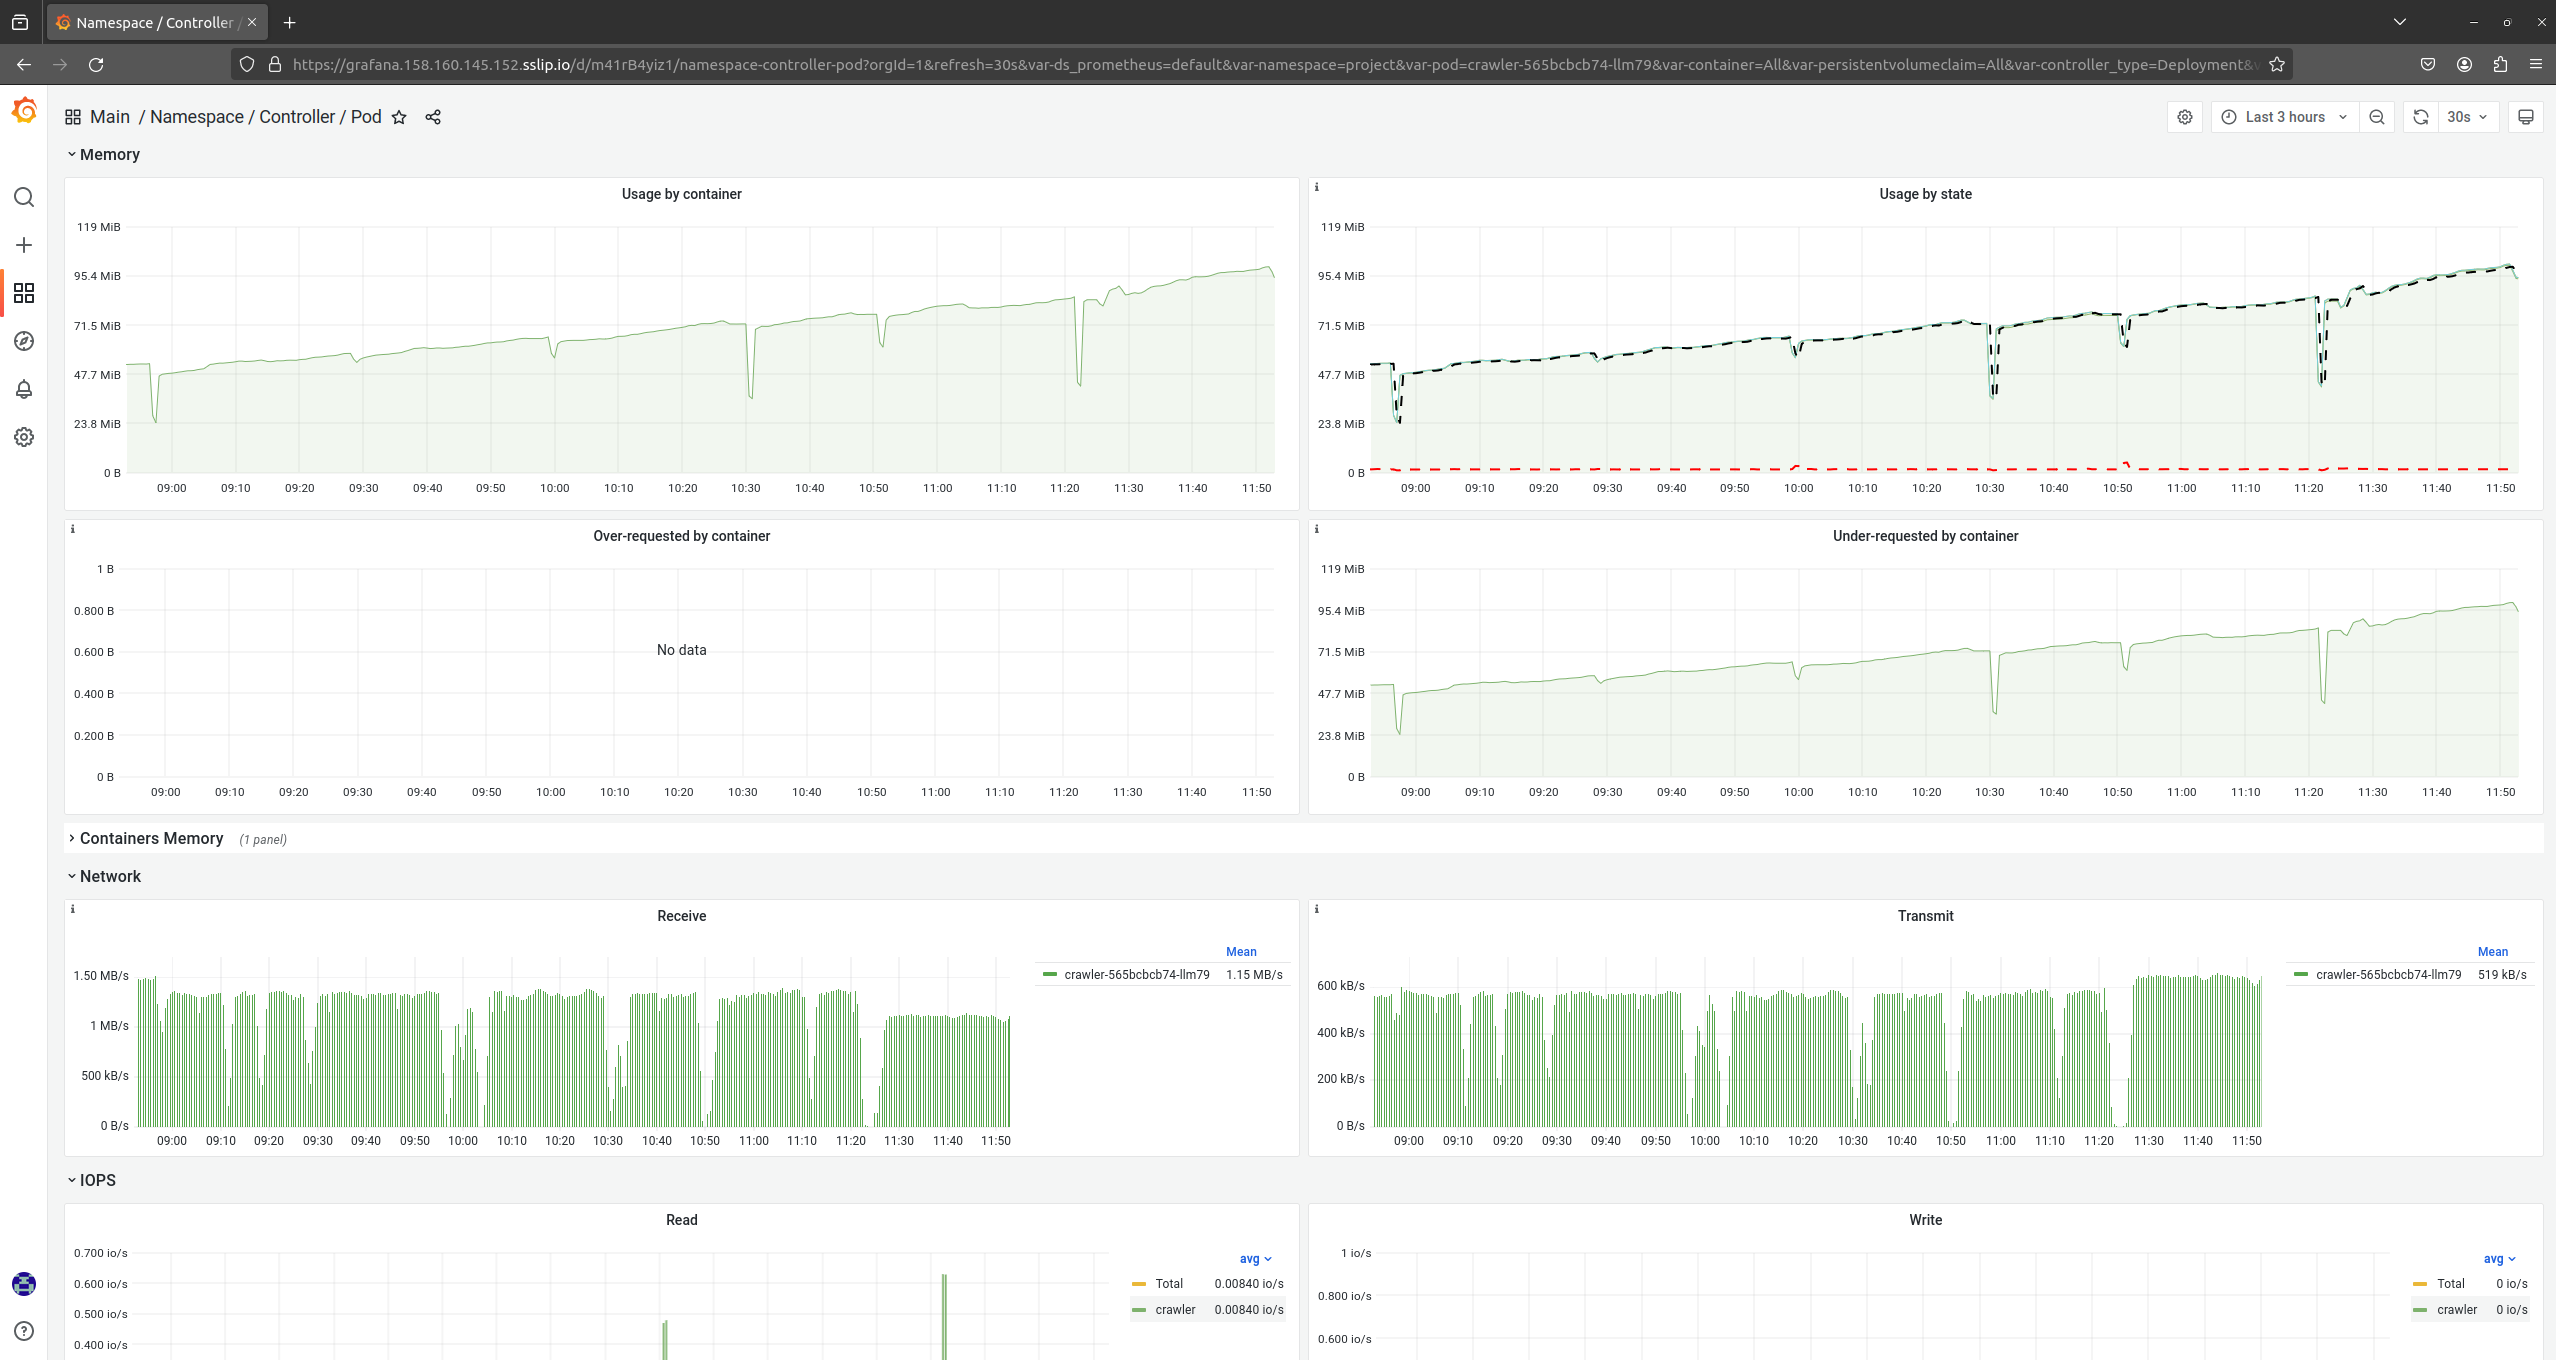 Namespace / Controller /
https://grafana.158.160.145.152.sslip.io/d/m41rB4yiz1/namespace-controller-pod?orgId=1&refresh=30s&var-ds_prometheus=default&var-namespace=project&var-pod=crawler-565bcbcb74-llm79&var-container=All&var-persistentvolumeclaim=All&var-controller_type=Deployment&v
Main / Namespace / Controller / Pod
Last 3 hours
30s
Memory
Usage by container
119 MiB
95.4 MiB
71.5 MiB
47.7 MiB
23.8 MiB
0 B
09:00 09:10 09:20 09:30 09:40 09:50 10:00 10:10 10:20 10:30 10:40 10:50 11:00 11:10 11:20 11:30 11:40 11:50
Usage by state
119 MiB
95.4 MiB
71.5 MiB
47.7 MiB
23.8 MiB
0 B
09:00 09:10 09:20 09:30 09:40 09:50 10:00 10:10 10:20 10:30 10:40 10:50 11:00 11:10 11:20 11:30 11:40 11:50
Over-requested by container
1 B
0.800 B
0.600 B
0.400 B
0.200 B
0 B
No data
09:00 09:10 09:20 09:30 09:40 09:50 10:00 10:10 10:20 10:30 10:40 10:50 11:00 11:10 11:20 11:30 11:40 11:50
Under-requested by container
119 MiB
95.4 MiB
71.5 MiB
47.7 MiB
23.8 MiB
0 B
09:00 09:10 09:20 09:30 09:40 09:50 10:00 10:10 10:20 10:30 10:40 10:50 11:00 11:10 11:20 11:30 11:40 11:50
Containers Memory (1 panel)
Network
Receive
1.50 MB/s
1 MB/s
500 kB/s
0 B/s
09:00 09:10 09:20 09:30 09:40 09:50 10:00 10:10 10:20 10:30 10:40 10:50 11:00 11:10 11:20 11:30 11:40 11:50
Mean
crawler-565bcbcb74-llm79 1.15 MB/s
Transmit
600 kB/s
400 kB/s
200 kB/s
0 B/s
09:00 09:10 09:20 09:30 09:40 09:50 10:00 10:10 10:20 10:30 10:40 10:50 11:00 11:10 11:20 11:30 11:40 11:50
Mean
crawler-565bcbcb74-llm79 519 kB/s
IOPS
Read
0.700 io/s
0.600 io/s
0.500 io/s
0.400 io/s
avg
Total 0.00840 io/s
crawler 0.00840 io/s
Write
1 io/s
0.800 io/s
0.600 io/s
avg
Total 0 io/s
crawler 0 io/s